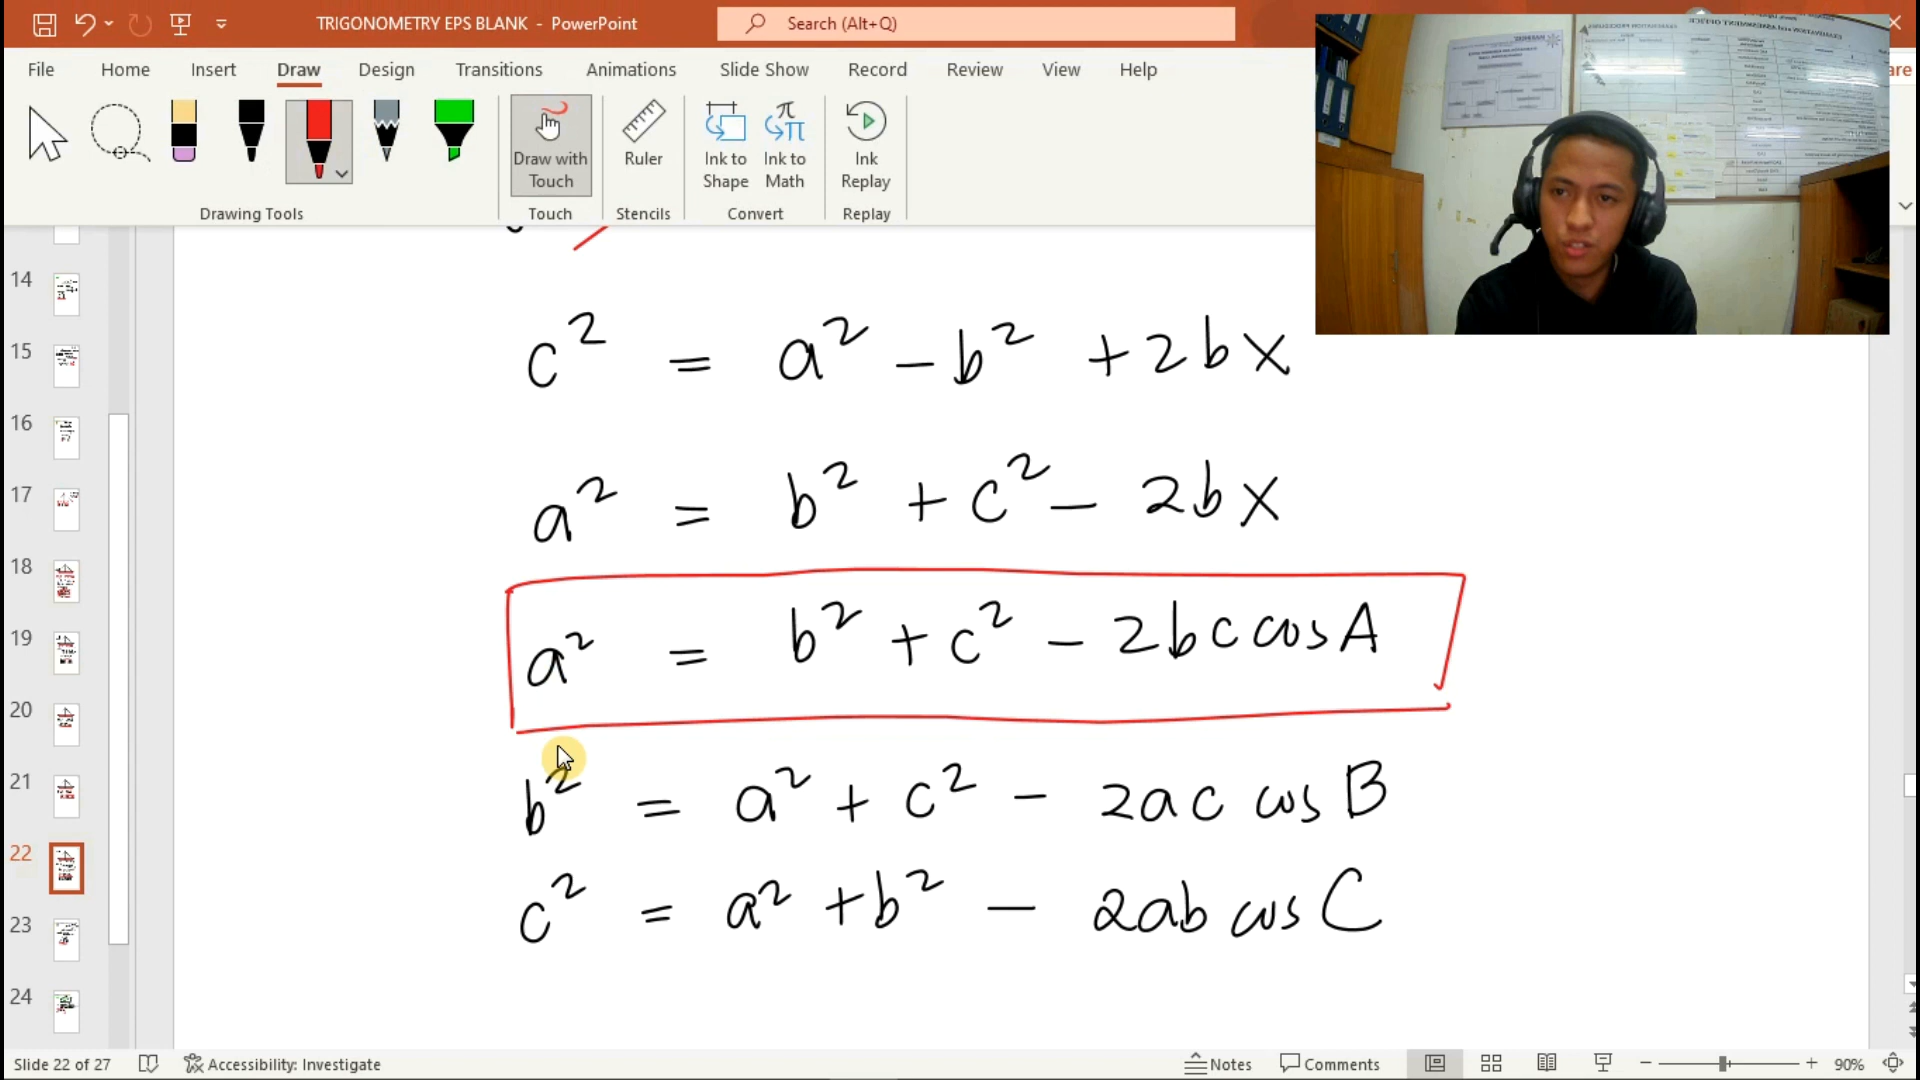 TRIGONOMETRY EPS BLANK - PowerPoint
Search (Alt+Q)
File Home Insert Draw Design Transitions Animations Slide Show Record Review View Help
Draw with Touch
Ruler
Ink to Shape
Ink to Math
Ink Replay
Drawing Tools Touch Stencils Convert Replay
14
15
16
17
18
19
20
21
22
23
24
c² = a² - b² + 2bx
a² = b² + c² - 2bx
a² = b² + c² - 2bc cos A
b² = a² + c² - 2ac cos B
c² = a² + b² - 2ab cos C
Slide 22 of 27 Accessibility: Investigate Notes Comments 90%